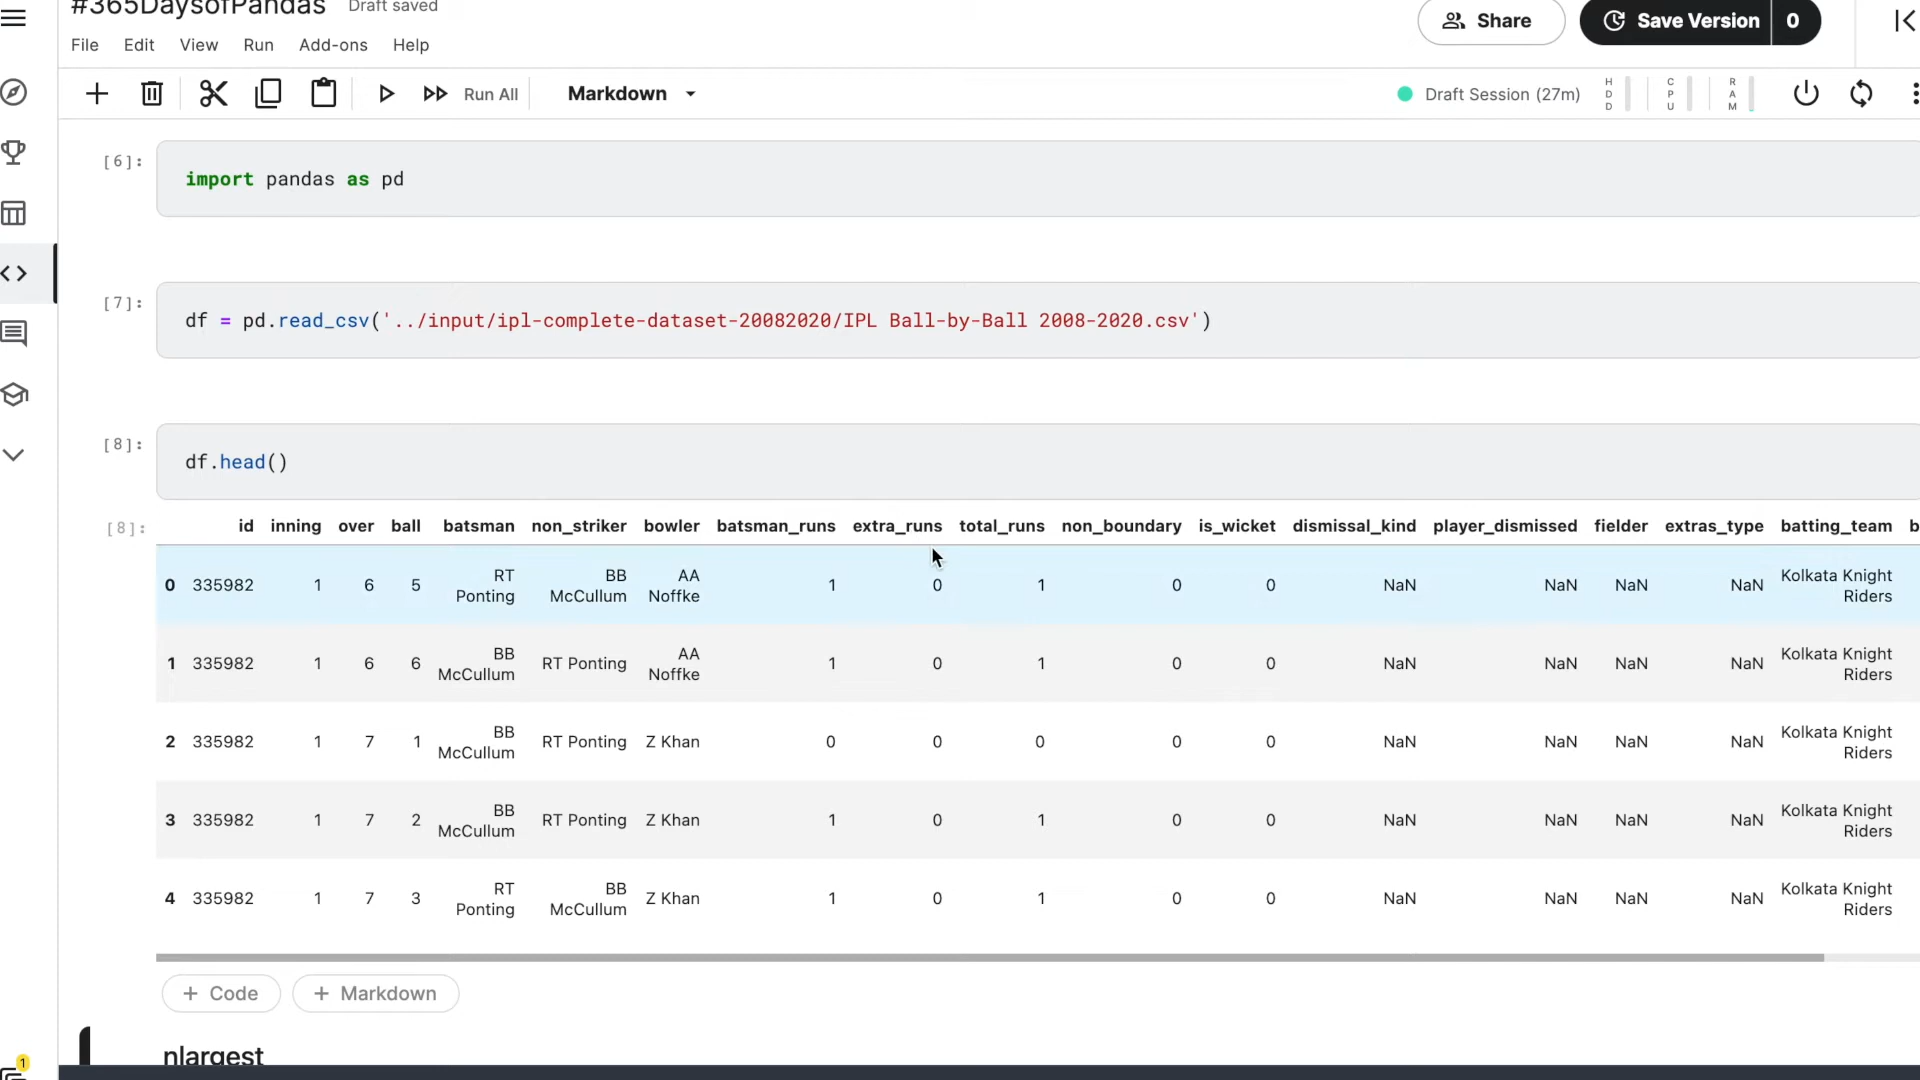 #365DaysofPandas Draft saved
Share
Save Version 0
File Edit View Run Add-ons Help
Run All Markdown Draft Session (27m) HDD CPU RAM
[6]: import pandas as pd
[7]: df = pd.read_csv('../input/ipl-complete-dataset-20082020/IPL Ball-by-Ball 2008-2020.csv')
[8]: df.head()
[8]: id inning over ball batsman non_striker bowler batsman_runs extra_runs total_runs non_boundary is_wicket dismissal_kind player_dismissed fielder extras_type batting_team b
0 335982 1 6 5 RT Ponting BB McCullum AA Noffke 1 0 1 0 0 NaN NaN NaN NaN Kolkata Knight Riders
1 335982 1 6 6 BB McCullum RT Ponting AA Noffke 1 0 1 0 0 NaN NaN NaN NaN Kolkata Knight Riders
2 335982 1 7 1 BB McCullum RT Ponting Z Khan 0 0 0 0 0 NaN NaN NaN NaN Kolkata Knight Riders
3 335982 1 7 2 BB McCullum RT Ponting Z Khan 1 0 1 0 0 NaN NaN NaN NaN Kolkata Knight Riders
4 335982 1 7 3 RT Ponting BB McCullum Z Khan 1 0 1 0 0 NaN NaN NaN NaN Kolkata Knight Riders
+ Code + Markdown
nlargest
1